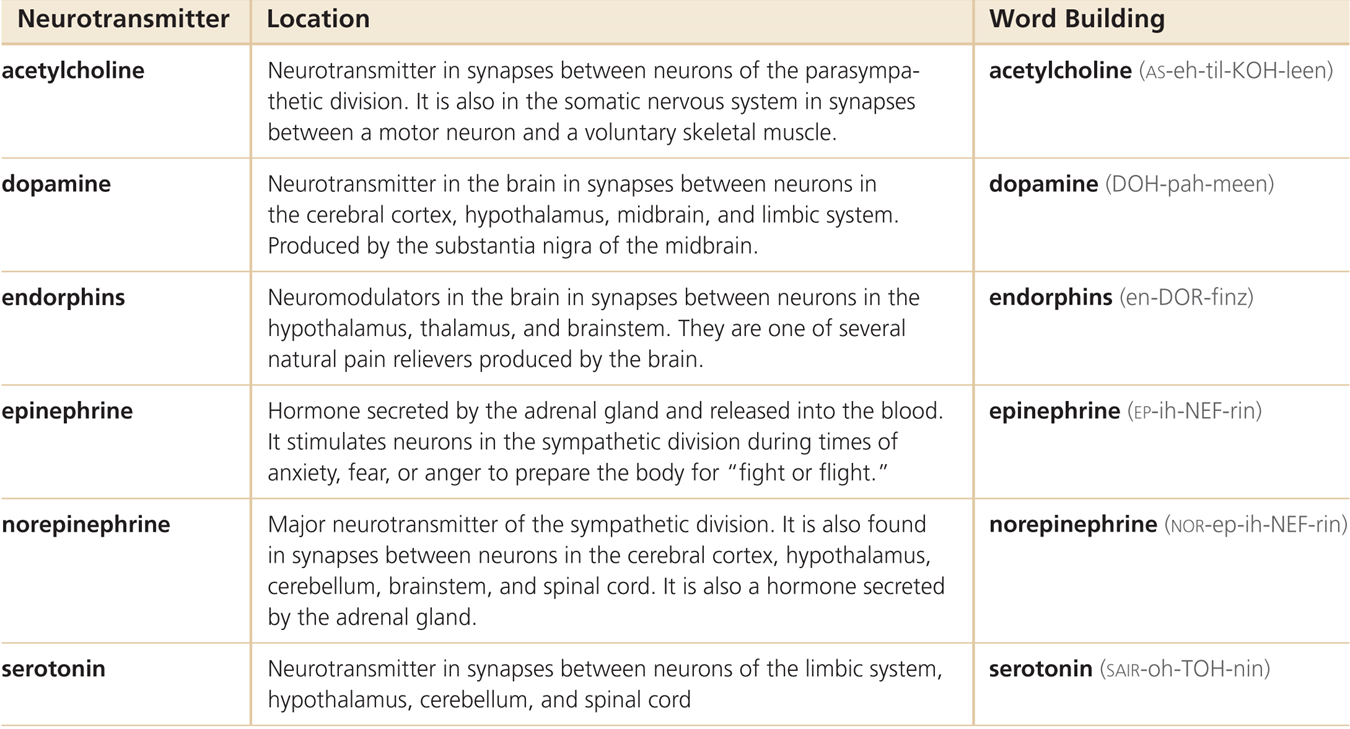 Neurotransmitter Location Word Building
acetylcholine Neurotransmitter in synapses between neurons of the parasympa- acetylcholine (AS-eh-til-KOH-leen)
thetic division. It is also in the somatic nervous system in synapses
between a motor neuron and a voluntary skeletal muscle.
dopamine Neurotransmitter in the brain in synapses between neurons in dopamine (DOH-pah-meen)
the cerebral cortex, hypothalamus, midbrain, and limbic system.
Produced by the substantia nigra of the midbrain.
endorphins Neuromodulators in the brain in synapses between neurons in the endorphins (en-DOR-finz)
hypothalamus, thalamus, and brainstem. They are one of several
natural pain relievers produced by the brain.
epinephrine Hormone secreted by the adrenal gland and released into the blood. epinephrine (EP-ih-NEF-rin)
It stimulates neurons in the sympathetic division during times of
anxiety, fear, or anger to prepare the body for “fight or flight.”
norepinephrine Major neurotransmitter of the sympathetic division. It is also found norepinephrine (NOR-ep-ih-NEF-rin)
in synapses between neurons in the cerebral cortex, hypothalamus,
cerebellum, brainstem, and spinal cord. It is also a hormone secreted
by the adrenal gland.
serotonin Neurotransmitter in synapses between neurons of the limbic system, serotonin (SAIR-oh-TOH-nin)
hypothalamus, cerebellum, and spinal cord